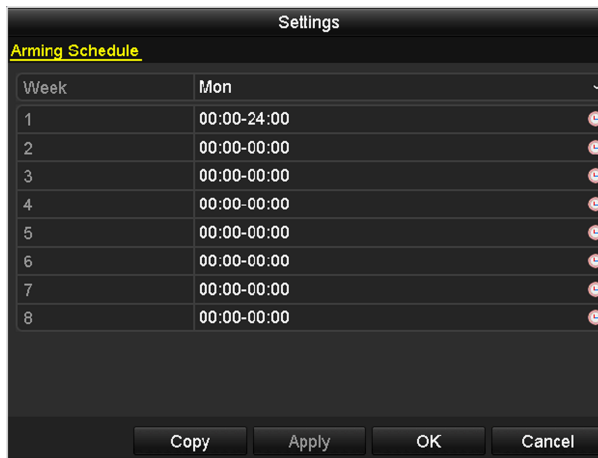 Settings
Arming Schedule
Week Mon
1 00:00-24:00
2 00:00-00:00
3 00:00-00:00
4 00:00-00:00
5 00:00-00:00
6 00:00-00:00
7 00:00-00:00
8 00:00-00:00
Copy Apply OK Cancel